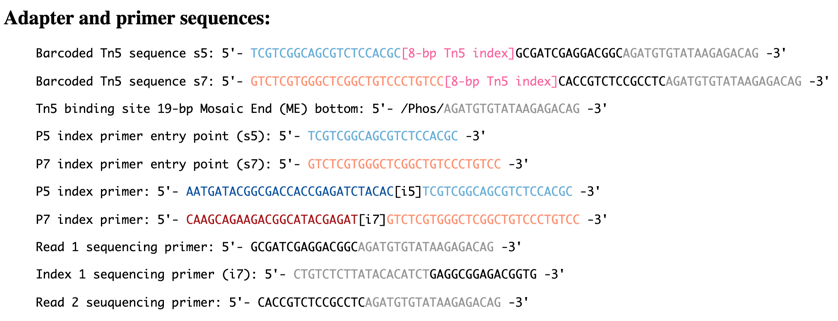 Adapter and primer sequences:
Barcoded Tn5 sequence s5: 5'- TCGTCGGCAGCGTCTCCACGC[8-bp Tn5 index]GCGATCGAGGACGGCAGATGTGTATAAGAGACAG -3'
Barcoded Tn5 sequence s7: 5'- GTCTCGTGGGCTCGGCTGTCCCTGTCC[8-bp Tn5 index]CACCGTCTCCGCCTCAGATGTGTATAAGAGACAG -3'
Tn5 binding site 19-bp Mosaic End (ME) bottom: 5'- /Phos/AGATGTGTATAAGAGACAG -3'
P5 index primer entry point (s5): 5'- TCGTCGGCAGCGTCTCCACGC -3'
P7 index primer entry point (s7): 5'- GTCTCGTGGGCTCGGCTGTCCCTGTCC -3'
P5 index primer: 5'- AATGATACGGCGACCACCGAGATCTACAC[i5]TCGTCGGCAGCGTCTCCACGC -3'
P7 index primer: 5'- CAAGCAGAAGACGGCATACGAGAT[i7]GTCTCGTGGGCTCGGCTGTCCCTGTCC -3'
Read 1 sequencing primer: 5'- GCGATCGAGGACGGCAGATGTGTATAAGAGACAG -3'
Index 1 sequencing primer (i7): 5'- CTGTCTCTTATACACATCTGAGGCGGAGACGGTG -3'
Read 2 seuquencing primer: 5'- CACCGTCTCCGCCTCAGATGTGTATAAGAGACAG -3'